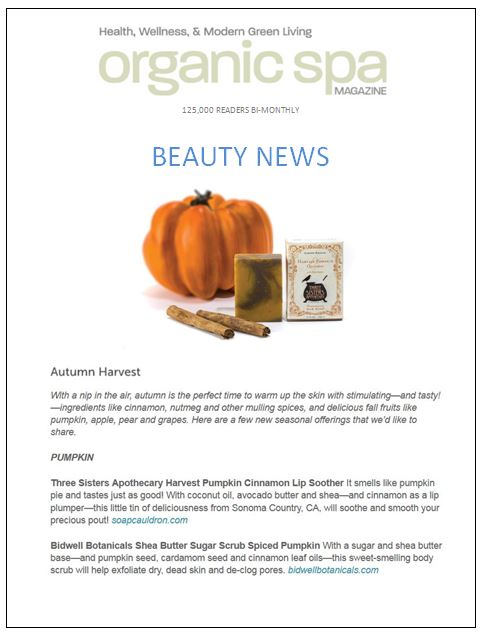 Health, Wellness, & Modern Green Living
organic spa
MAGAZINE
125,000 READERS BI-MONTHLY
BEAUTY NEWS
THREE
SISTERS
Autumn Harvest
With a nip in the air, autumn is the perfect time to warm up the skin with stimulating—and tasty!
—ingredients like cinnamon, nutmeg and other mulling spices, and delicious fall fruits like
pumpkin, apple, pear and grapes. Here are a few new seasonal offerings that we'd like to
share.
PUMPKIN
Three Sisters Apothecary Harvest Pumpkin Cinnamon Lip Soother It smells like pumpkin
pie and tastes just as good! With coconut oil, avocado butter and shea—and cinnamon as a lip
plumper—this little tin of deliciousness from Sonoma Country, CA, will soothe and smooth your
precious pout! soapcauldron.com
Bidwell Botanicals Shea Butter Sugar Scrub Spiced Pumpkin With a sugar and shea butter
base—and pumpkin seed, cardamom seed and cinnamon leaf oils—this sweet-smelling body
scrub will help exfoliate dry, dead skin and de-clog pores. bidwellbotanicals.com